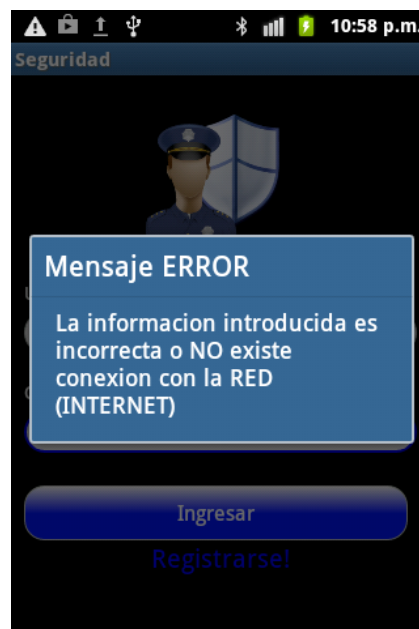 10:58 p.m.
Seguridad
Mensaje ERROR
La informacion introducida es
incorrecta o NO existe
conexion con la RED
(INTERNET)
Ingresar
Registrarse!